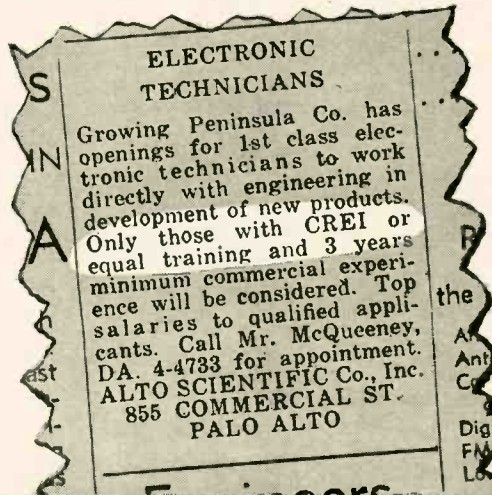 ELECTRONIC
TECHNICIANS
Growing Peninsula Co. has
openings for 1st class elec-
tronic technicians to work
directly with engineering in
development of new products.
Only those with CREI or
equal training and 3 years
minimum commercial experi-
ence will be considered. Top
salaries to qualified appli-
cants. Call Mr. McQueeney,
DA. 4-4733 for appointment.
ALTO SCIENTIFIC Co., Inc.
855 COMMERCIAL ST.
PALO ALTO
S
IN
A
the